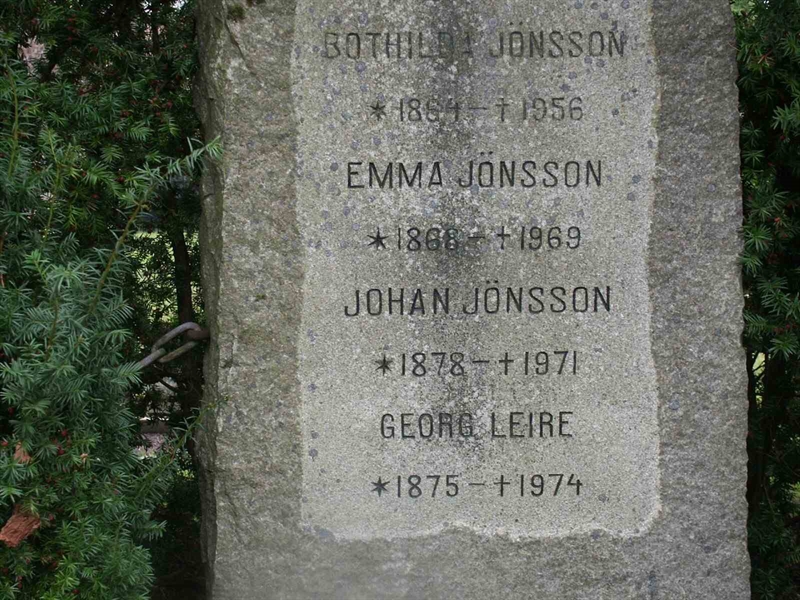 BOTHILDA JÖNSSON
*1864-†1956
EMMA JÖNSSON
*1868-†1969
JOHAN JÖNSSON
*1878-†1971
GEORG LEIRE
*1875-†1974